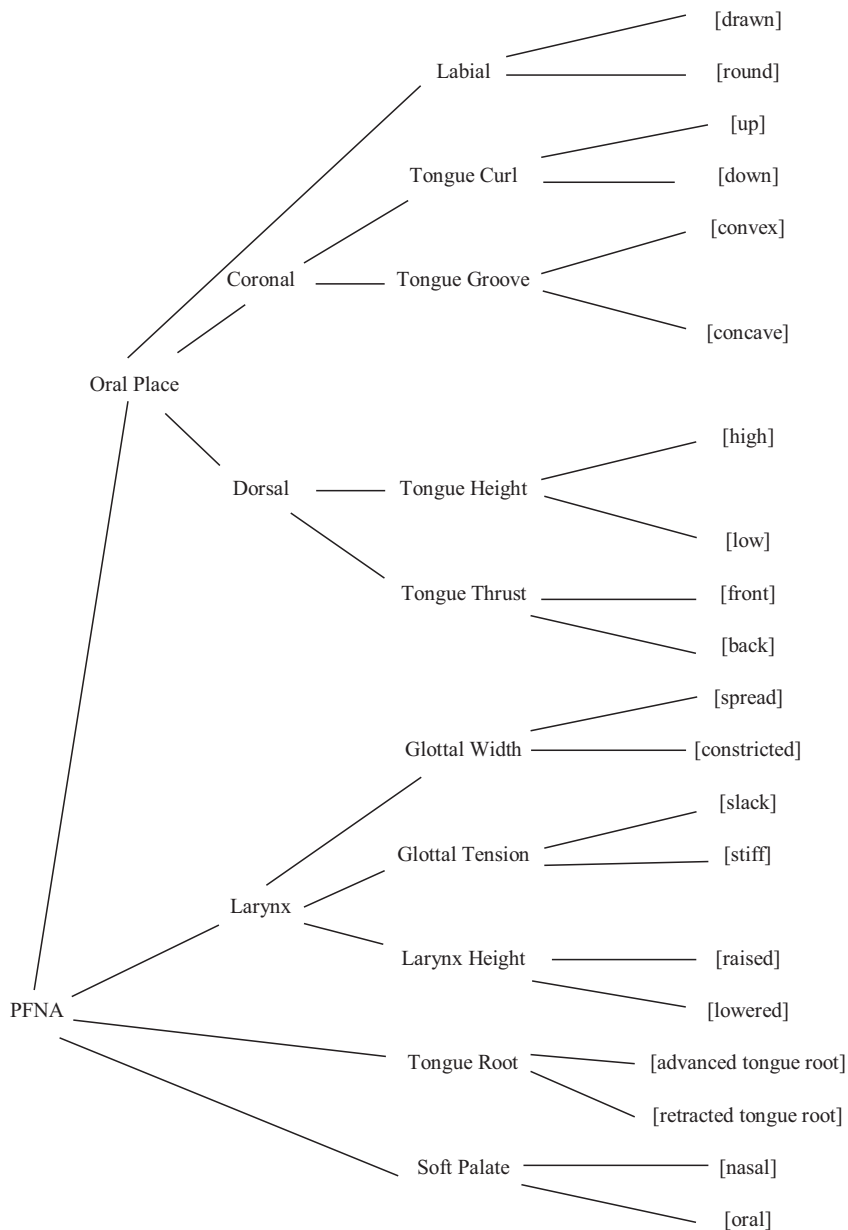 [drawn]
Labial
[round]
[up]
Tongue Curl
[down]
[convex]
Coronal
Tongue Groove
[concave]
Oral Place
[high]
Dorsal
Tongue Height
[low]
Tongue Thrust
[front]
[back]
[spread]
Glottal Width
[constricted]
[slack]
Glottal Tension
[stiff]
Larynx
Larynx Height
[raised]
[lowered]
PFNA
Tongue Root
[advanced tongue root]
[retracted tongue root]
Soft Palate
[nasal]
[oral]